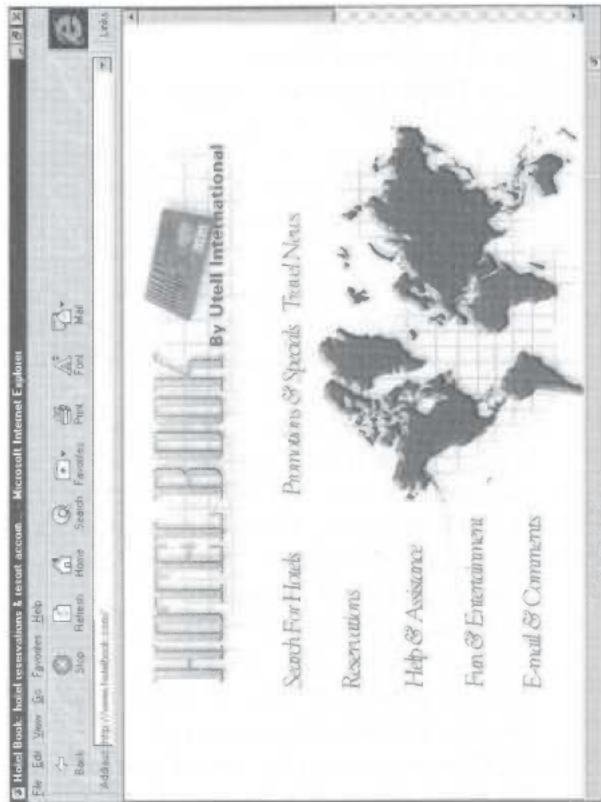 Hotel Book: hotel reservations & resort accom... - Microsoft Internet Explorer
File Edit View Go Favorites Help
Back Stop Refresh Home Search Favorites Print Font Mail
Address http://www.hotelbook.com/ Links
HOTEL BOOK
By Utell International
Search For Hotels Promotions & Specials Travel News
Reservations
Help & Assistance
Fun & Entertainment
E-mail & Comments